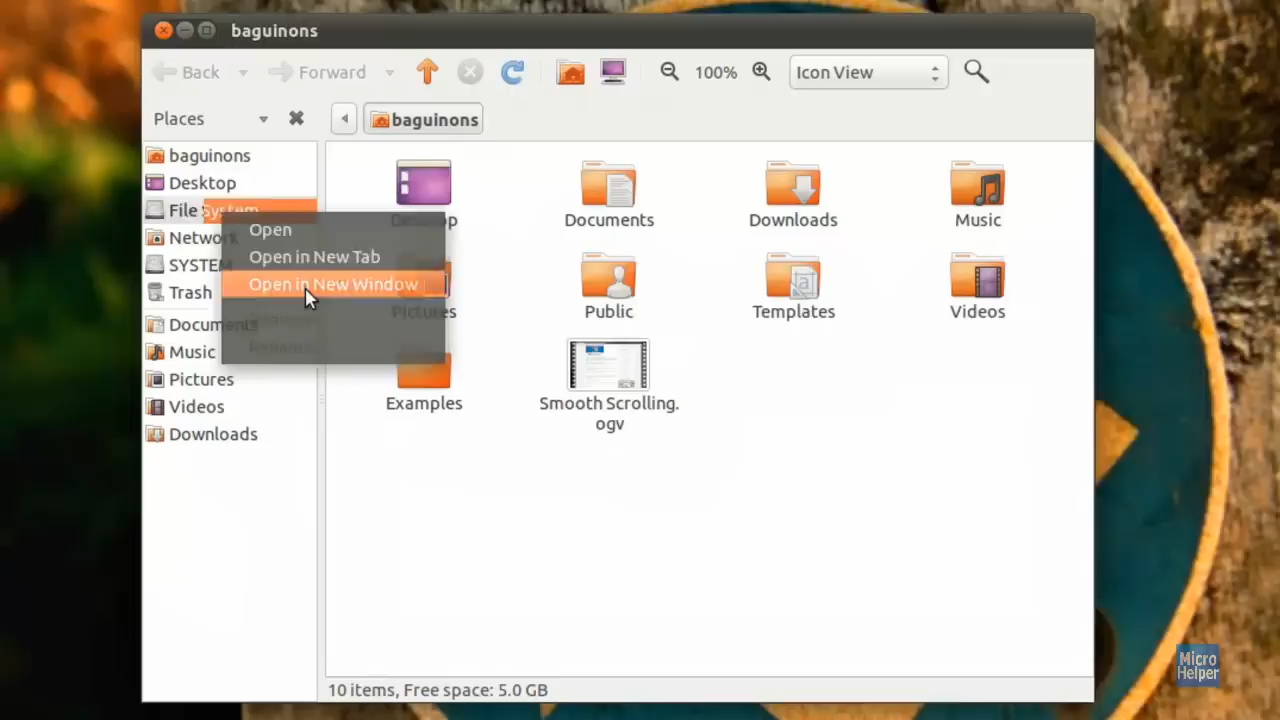 baguinons
Back
Forward
100%
Icon View
Places
baguinons
baguinons
Desktop
File System
Network
SYSTEM
Trash
Documents
Music
Pictures
Videos
Downloads
Open
Open in New Tab
Open in New Window
Rename...
Desktop
Documents
Downloads
Music
Pictures
Public
Templates
Videos
Examples
Smooth Scrolling.
ogv
10 items, Free space: 5.0 GB
Micro
Helper